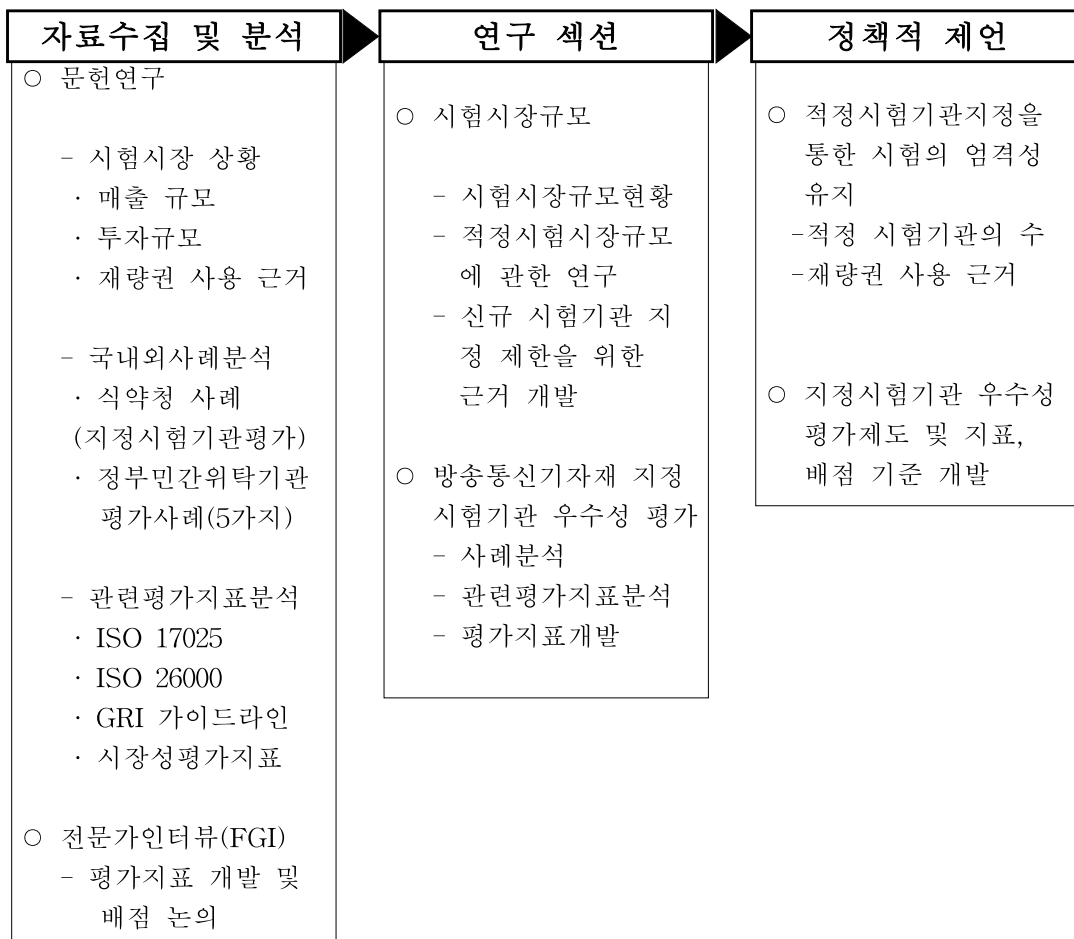 자료수집 및 분석
○ 문헌연구
- 시험시장 상황
· 매출 규모
· 투자규모
· 재량권 사용 근거
- 국내외사례분석
· 식약청 사례
(지정시험기관평가)
· 정부민간위탁기관
평가사례(5가지)
- 관련평가지표분석
· ISO 17025
· ISO 26000
· GRI 가이드라인
· 시장성평가지표
○ 전문가인터뷰(FGI)
- 평가지표 개발 및
배점 논의
연구 섹션
○ 시험시장규모
- 시험시장규모현황
- 적정시험시장규모
에 관한 연구
- 신규 시험기관 지
정 제한을 위한
근거 개발
○ 방송통신기자재 지정
시험기관 우수성 평가
- 사례분석
- 관련평가지표분석
- 평가지표개발
정책적 제언
○ 적정시험기관지정을
통한 시험의 엄격성
유지
-적정 시험기관의 수
-재량권 사용 근거
○ 지정시험기관 우수성
평가제도 및 지표,
배점 기준 개발